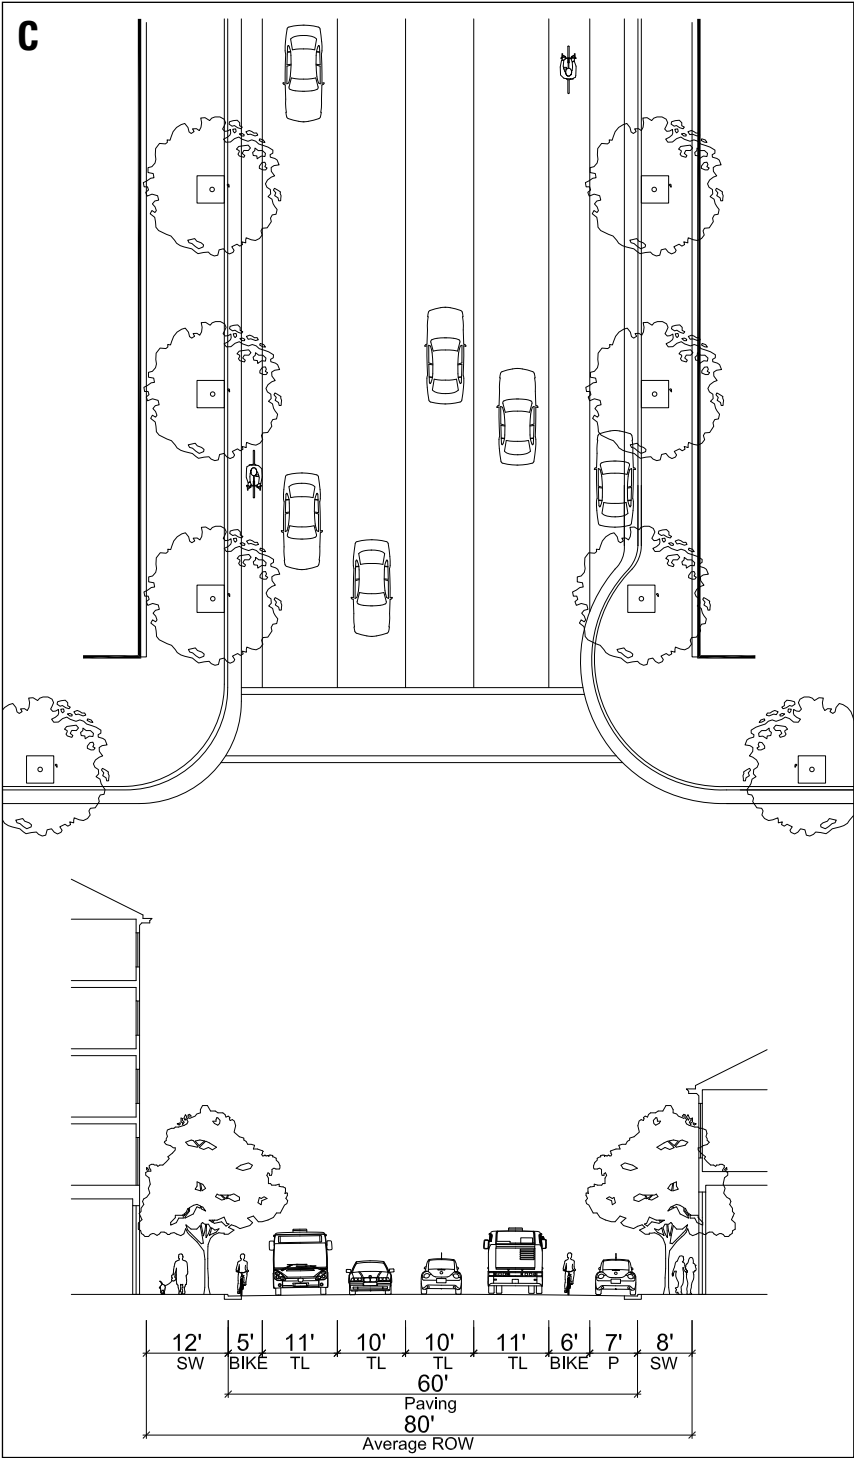 C
12' 5' 11' 10' 10' 11' 6' 7' 8'
SW BIKE TL TL TL TL BIKE P SW
60'
Paving
80'
Average ROW